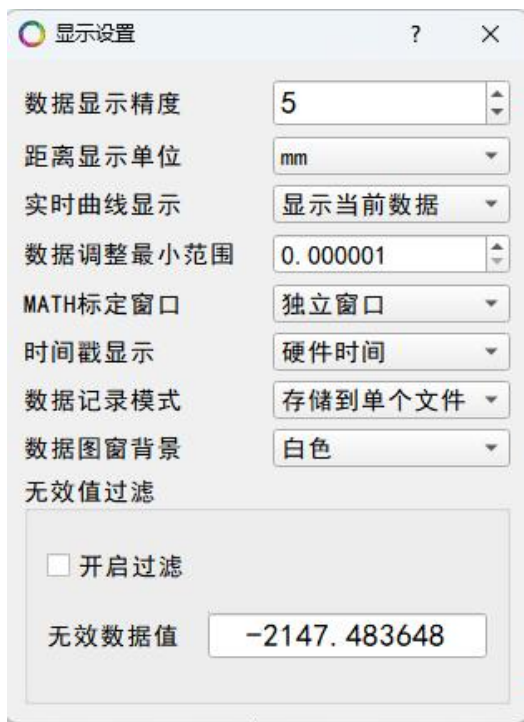 显示设置 ?
数据显示精度 5
距离显示单位 mm
实时曲线显示 显示当前数据
数据调整最小范围 0.000001
MATH标定窗口 独立窗口
时间戳显示 硬件时间
数据记录模式 存储到单个文件
数据图窗背景 白色
无效值过滤
开启过滤
无效数据值 -2147.483648